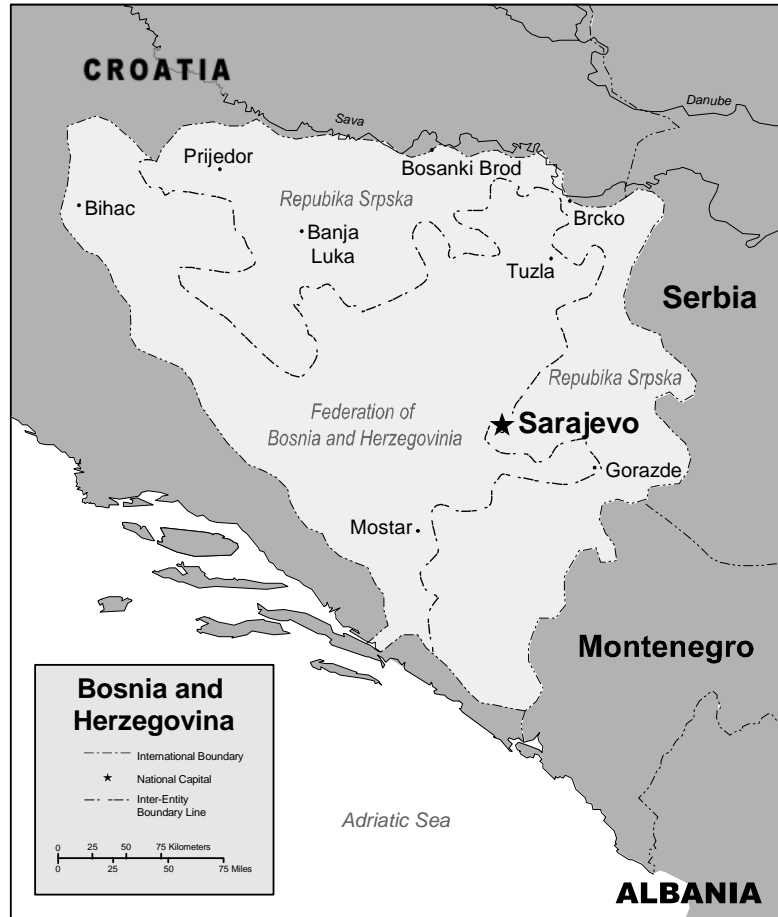 CROATIA
Sava
Danube
Prijedor
Bosanki Brod
Bihac
Repubika Srpska
Brcko
Banja
Luka
Tuzla
Serbia
Repubika Srpska
Federation of
Bosnia and Herzegovinia
Sarajevo
Gorazde
Mostar
Montenegro
Bosnia and
Herzegovina
International Boundary
National Capital
Inter-Entity
Boundary Line
0 25 50 75 Kilometers
0 25 50 75 Miles
Adriatic Sea
ALBANIA